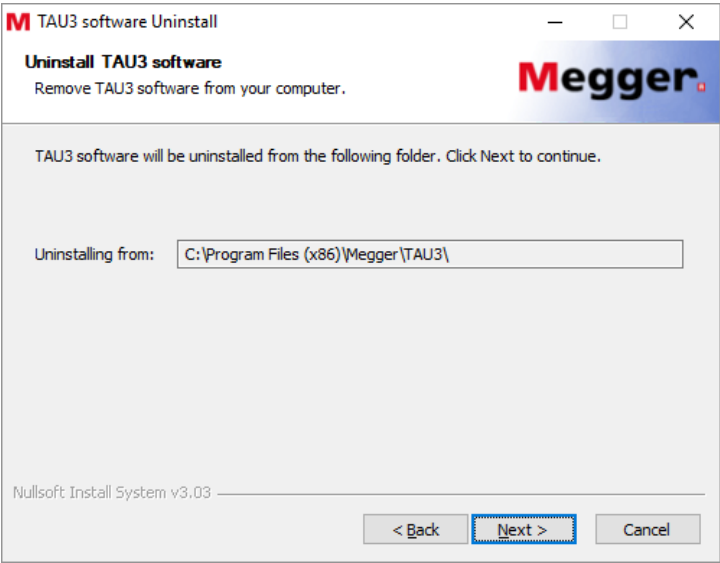 M TAU3 software Uninstall
Uninstall TAU3 software
Remove TAU3 software from your computer.
Megger.
TAU3 software will be uninstalled from the following folder. Click Next to continue.
Uninstalling from: C:\Program Files (x86)\Megger\TAU3\
Nullsoft Install System v3.03
< Back Next > Cancel